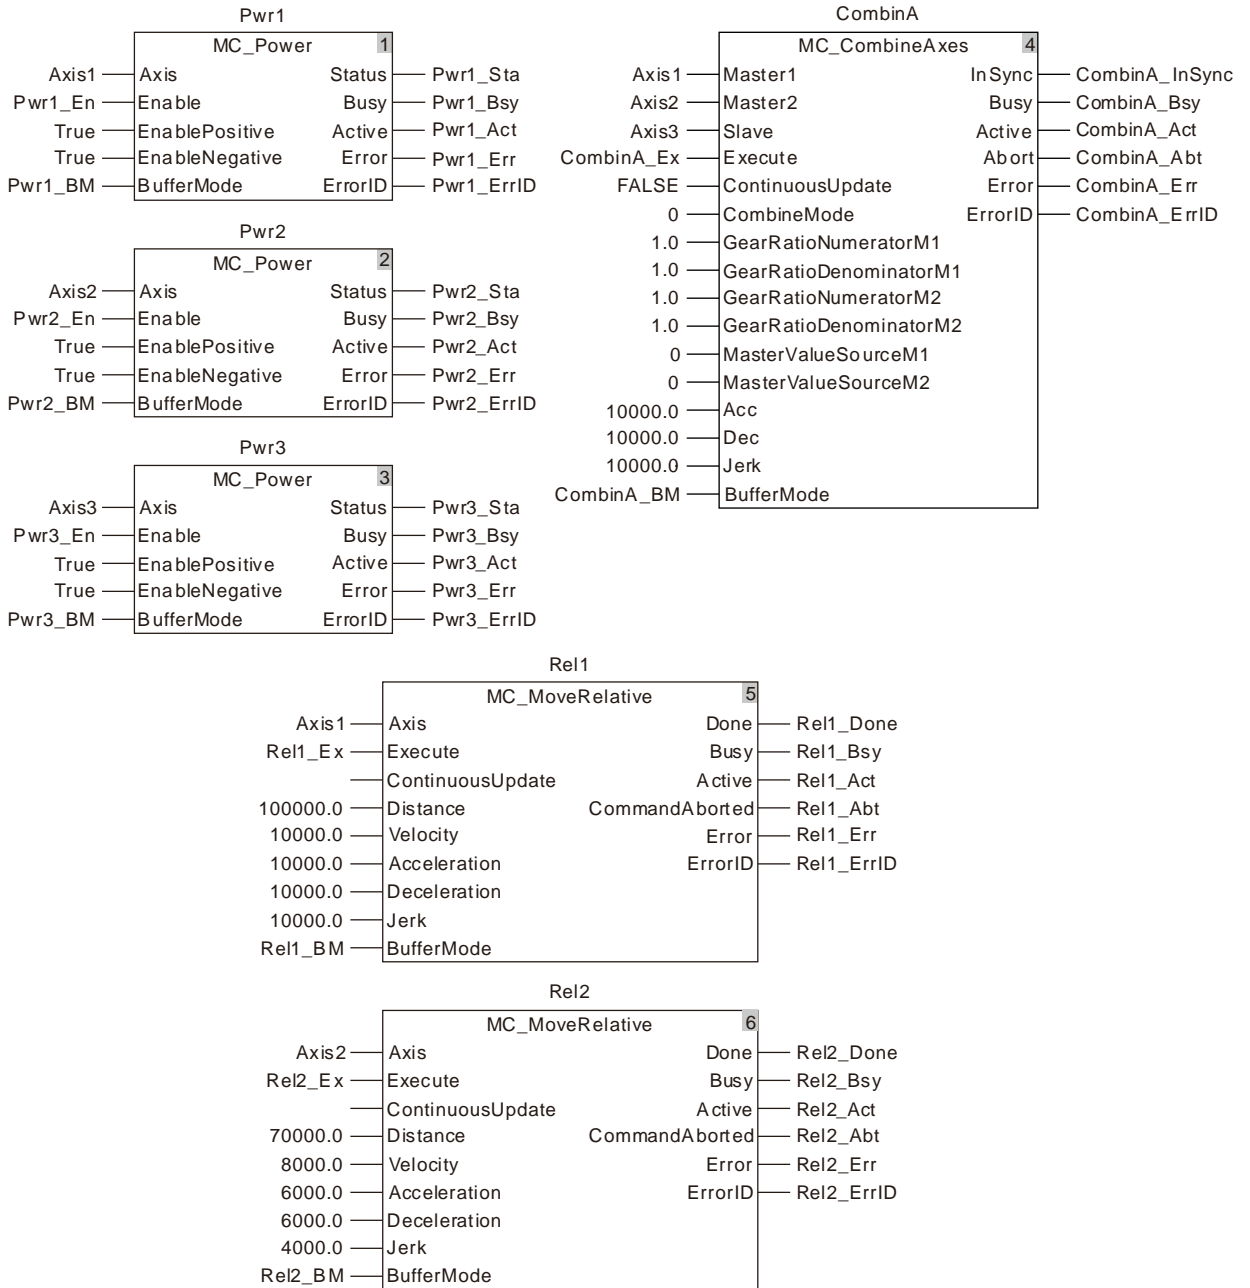 Pwr1
MC_Power 1
Axis1 Axis Status Pwr1_Sta
Pwr1_En Enable Busy Pwr1_Bsy
True EnablePositive Active Pwr1_Act
True EnableNegative Error Pwr1_Err
Pwr1_BM BufferMode ErrorID Pwr1_ErrID
Pwr2
MC_Power 2
Axis2 Axis Status Pwr2_Sta
Pwr2_En Enable Busy Pwr2_Bsy
True EnablePositive Active Pwr2_Act
True EnableNegative Error Pwr2_Err
Pwr2_BM BufferMode ErrorID Pwr2_ErrID
Pwr3
MC_Power 3
Axis3 Axis Status Pwr3_Sta
Pwr3_En Enable Busy Pwr3_Bsy
True EnablePositive Active Pwr3_Act
True EnableNegative Error Pwr3_Err
Pwr3_BM BufferMode ErrorID Pwr3_ErrID
CombinA
MC_CombineAxes 4
Axis1 Master1 InSync CombinA_InSync
Axis2 Master2 Busy CombinA_Bsy
Axis3 Slave Active CombinA_Act
CombinA_Ex Execute Abort CombinA_Abt
FALSE ContinuousUpdate Error CombinA_Err
0 CombineMode ErrorID CombinA_ErrID
1.0 GearRatioNumeratorM1
1.0 GearRatioDenominatorM1
1.0 GearRatioNumeratorM2
1.0 GearRatioDenominatorM2
0 MasterValueSourceM1
0 MasterValueSourceM2
10000.0 Acc
10000.0 Dec
10000.0 Jerk
CombinA_BM BufferMode
Rel1
MC_MoveRelative 5
Axis1 Axis Done Rel1_Done
Rel1_Ex Execute Busy Rel1_Bsy
ContinuousUpdate Active Rel1_Act
100000.0 Distance CommandAborted Rel1_Abt
10000.0 Velocity Error Rel1_Err
10000.0 Acceleration ErrorID Rel1_ErrID
10000.0 Deceleration
10000.0 Jerk
Rel1_BM BufferMode
Rel2
MC_MoveRelative 6
Axis2 Axis Done Rel2_Done
Rel2_Ex Execute Busy Rel2_Bsy
ContinuousUpdate Active Rel2_Act
70000.0 Distance CommandAborted Rel2_Abt
8000.0 Velocity Error Rel2_Err
6000.0 Acceleration ErrorID Rel2_ErrID
6000.0 Deceleration
4000.0 Jerk
Rel2_BM BufferMode